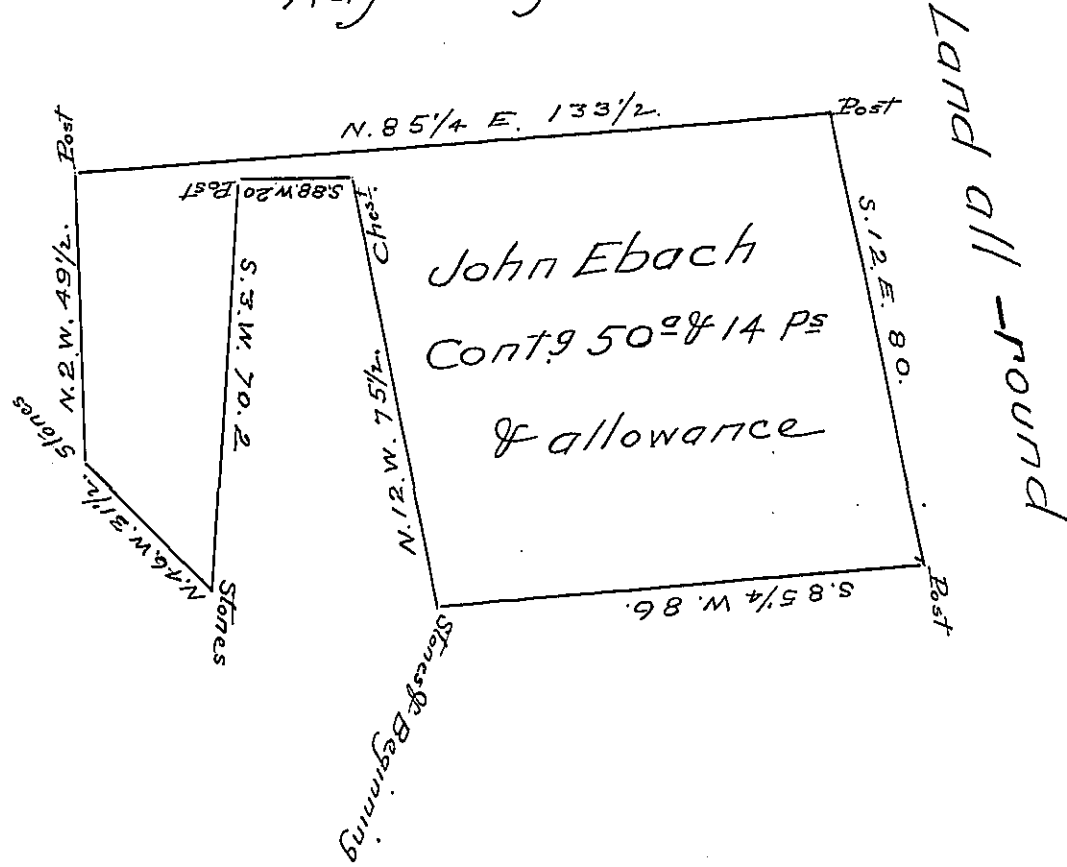 Post
N. 85 1/4 E. 133 1/2.
Post
Land all-round
S. 88. W. 20
Post
Chest.
N. 2. W. 49 1/2.
S. 3. W. 70.2
N. 12. W. 75 1/2.
S. 12. E. 80.
John Ebach
Contg 50a & 14 Ps
& allowance
Stones
N. 46. W. 31 1/2.
Stones
S. 85 1/4 W. 86.
Post
Stones & Beginning